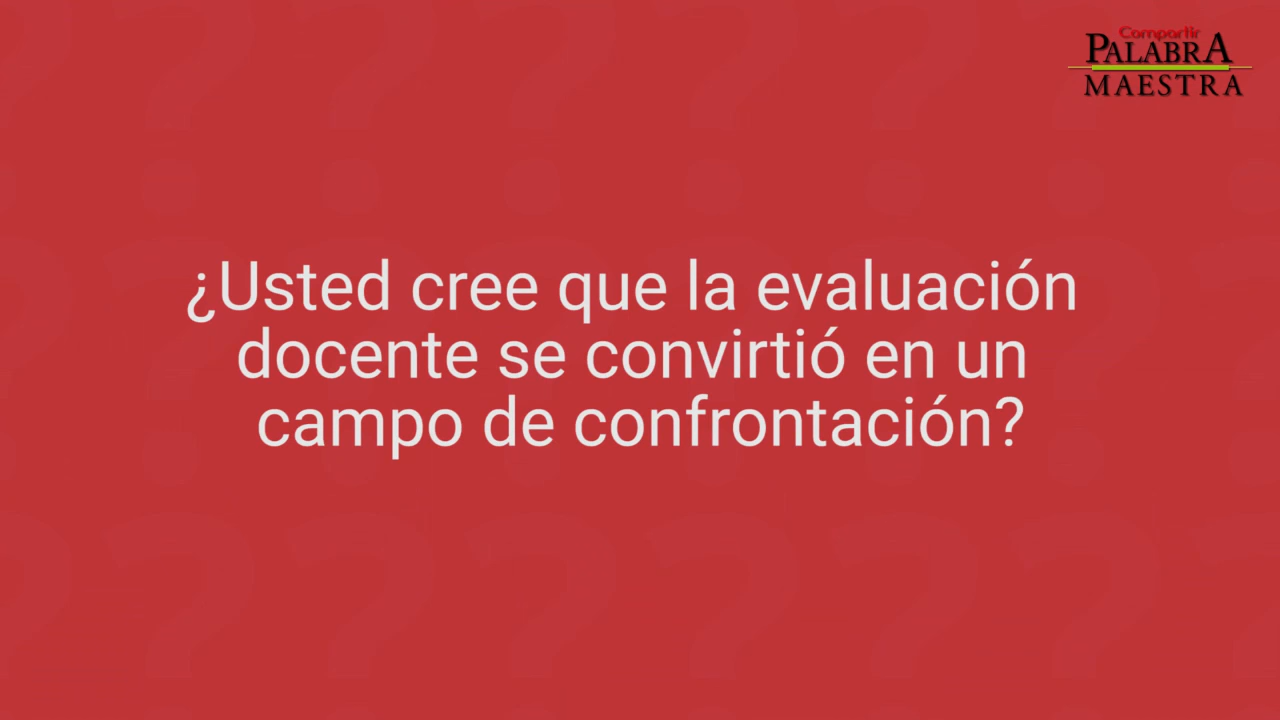 Compartir
PALABRA
MAESTRA
¿Usted cree que la evaluación
docente se convirtió en un
campo de confrontación?